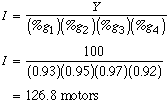 I = Y / (%g₁)(%g₂)(%g₃)(%g₄)
I = 100 / (0.93)(0.95)(0.97)(0.92)
= 126.8 motors